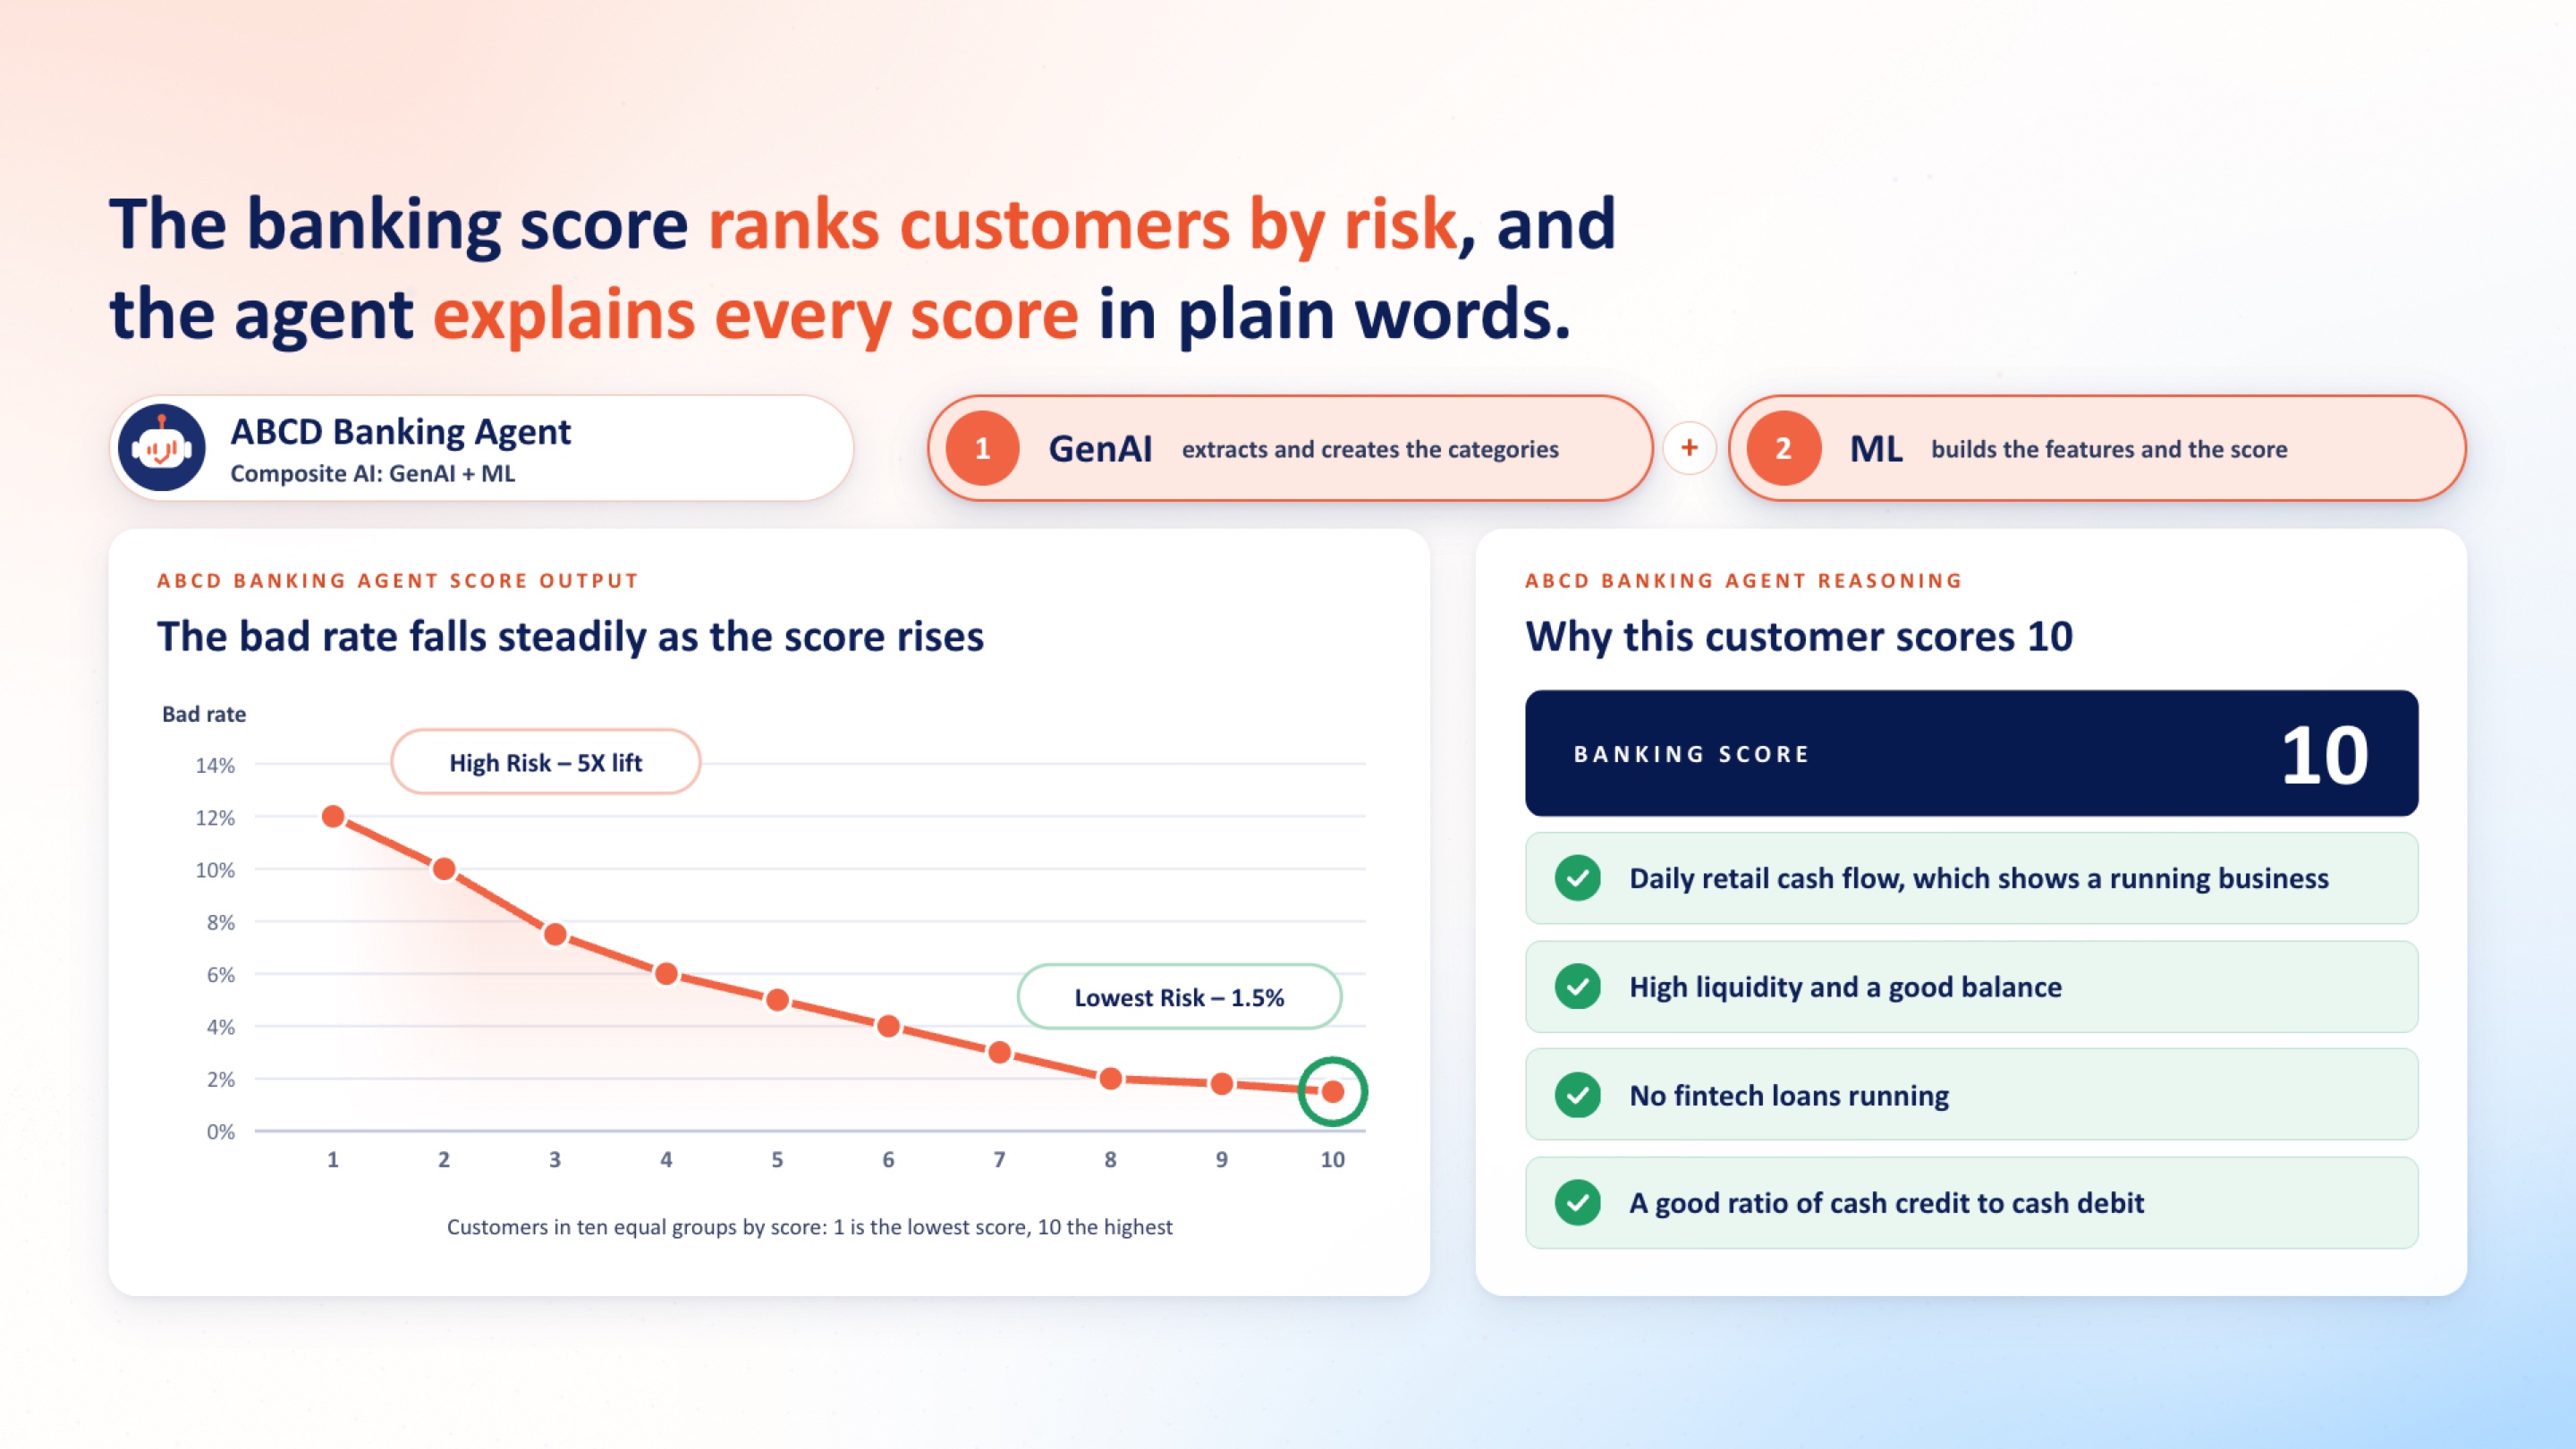 The banking score ranks customers by risk, and
the agent explains every score in plain words.
ABCD Banking Agent
Composite AI: GenAI + ML
1 GenAI extracts and creates the categories
+
2 ML builds the features and the score
ABCD BANKING AGENT SCORE OUTPUT
The bad rate falls steadily as the score rises
Bad rate
High Risk – 5X lift
14%
12%
10%
8%
6%
Lowest Risk – 1.5%
4%
2%
0%
1 2 3 4 5 6 7 8 9 10
Customers in ten equal groups by score: 1 is the lowest score, 10 the highest
ABCD BANKING AGENT REASONING
Why this customer scores 10
BANKING SCORE 10
Daily retail cash flow, which shows a running business
High liquidity and a good balance
No fintech loans running
A good ratio of cash credit to cash debit